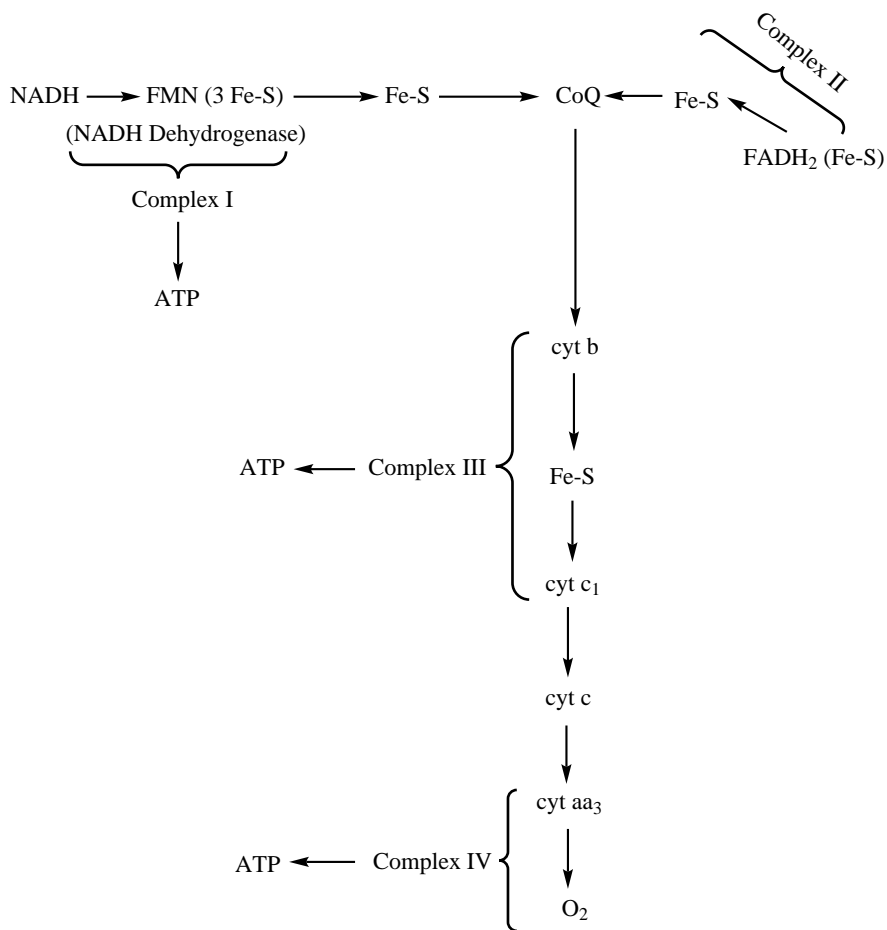 Complex II
NADH FMN (3 Fe-S) Fe-S CoQ Fe-S
(NADH Dehydrogenase)
FADH₂ (Fe-S)
Complex I
ATP
cyt b
ATP Complex III Fe-S
cyt c₁
cyt c
cyt aa₃
ATP Complex IV
O₂